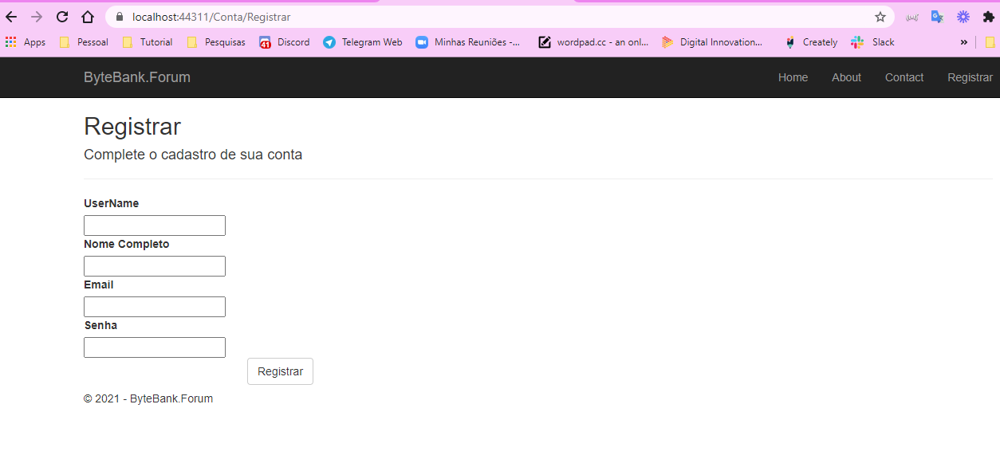 localhost:44311/Conta/Registrar
Apps Pessoal Tutorial Pesquisas 41 Discord Telegram Web Minhas Reuniões -... wordpad.cc - an onl... Digital Innovation... Creately Slack »
ByteBank.Forum Home About Contact Registrar
Registrar
Complete o cadastro de sua conta
UserName
Nome Completo
Email
Senha
Registrar
© 2021 - ByteBank.Forum